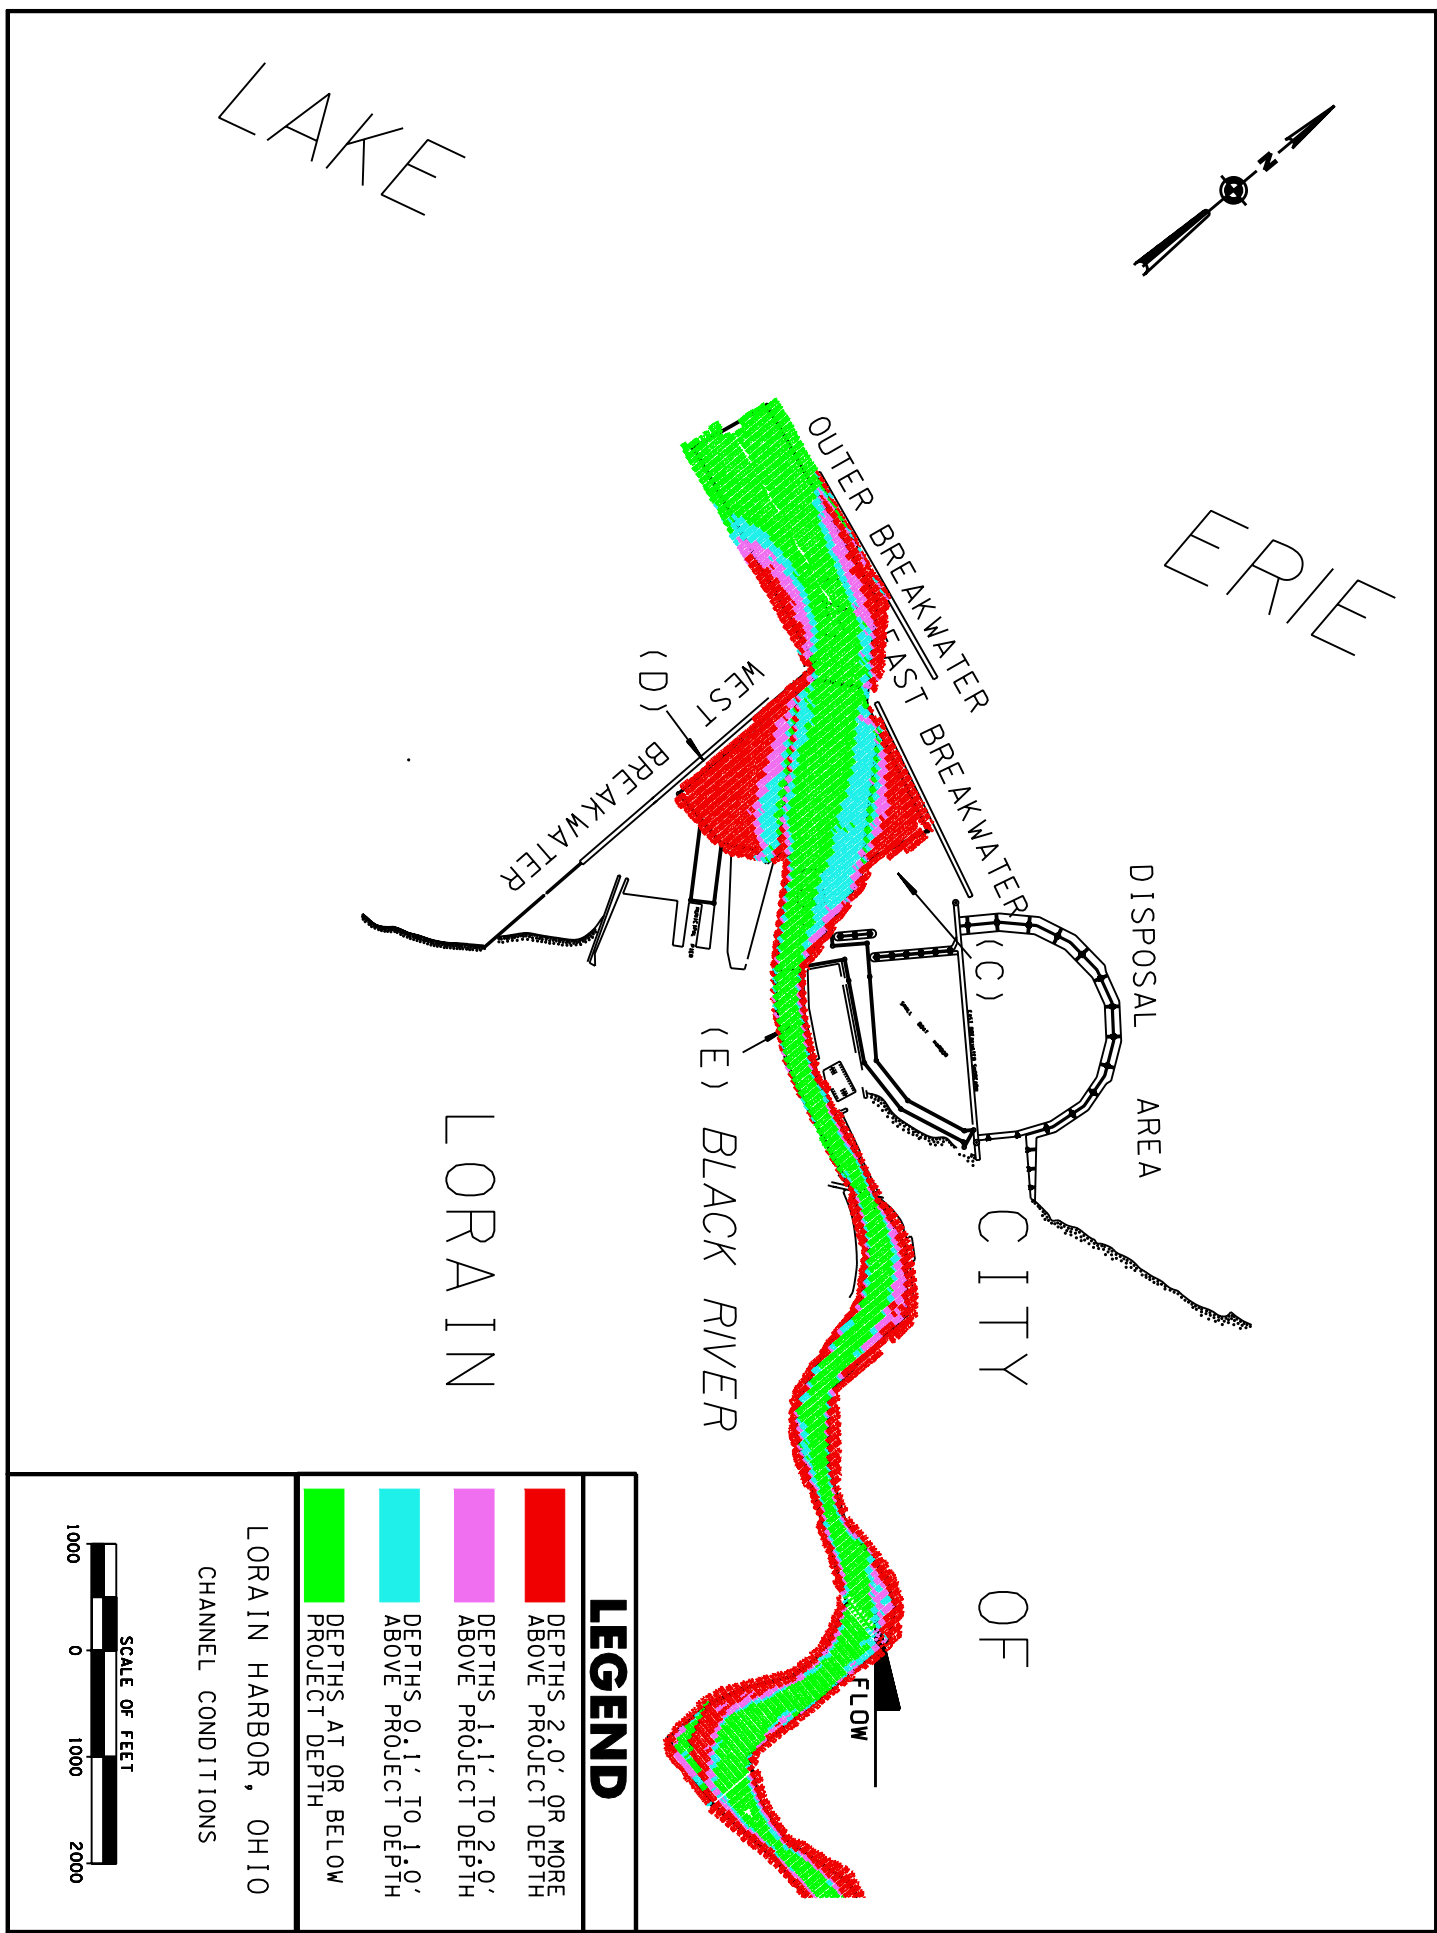 LAKE
ERIE
N
OUTER BREAKWATER
EAST BREAKWATER
WEST BREAKWATER
(D)
(C)
(E)
DISPOSAL AREA
BLACK RIVER
CITY OF
LORAIN
FLOW
LEGEND
DEPTHS 2.0' OR MORE
ABOVE PROJECT DEPTH
DEPTHS 1.1' TO 2.0'
ABOVE PROJECT DEPTH
DEPTHS 0.1' TO 1.0'
ABOVE PROJECT DEPTH
DEPTHS AT OR BELOW
PROJECT DEPTH
LORAIN HARBOR, OHIO
CHANNEL CONDITIONS
SCALE OF FEET
1000 0 1000 2000